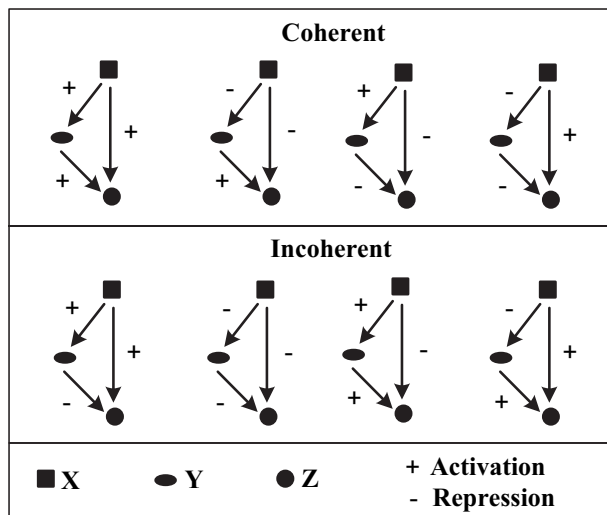 Coherent
+ + + - - + + - - - + -
Incoherent
+ + - - - - + - + - + +
X Y Z + Activation
- Repression